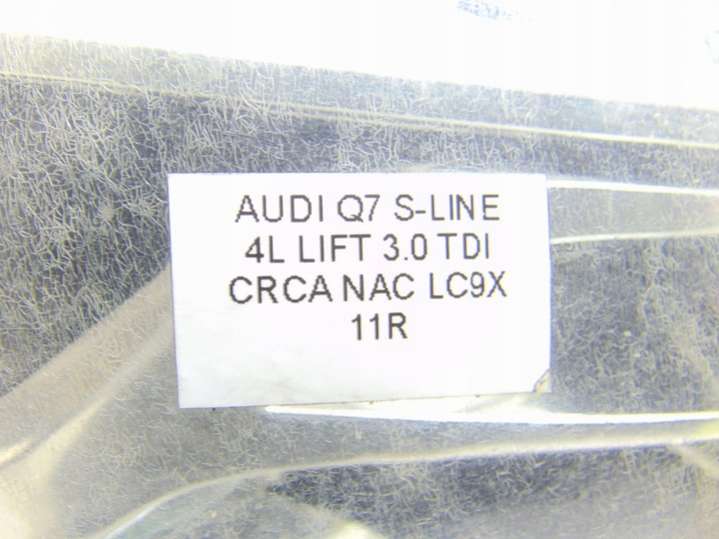 AUDI Q7 S-LINE
4L LIFT 3.0 TDI
CRCA NAC LC9X
11R